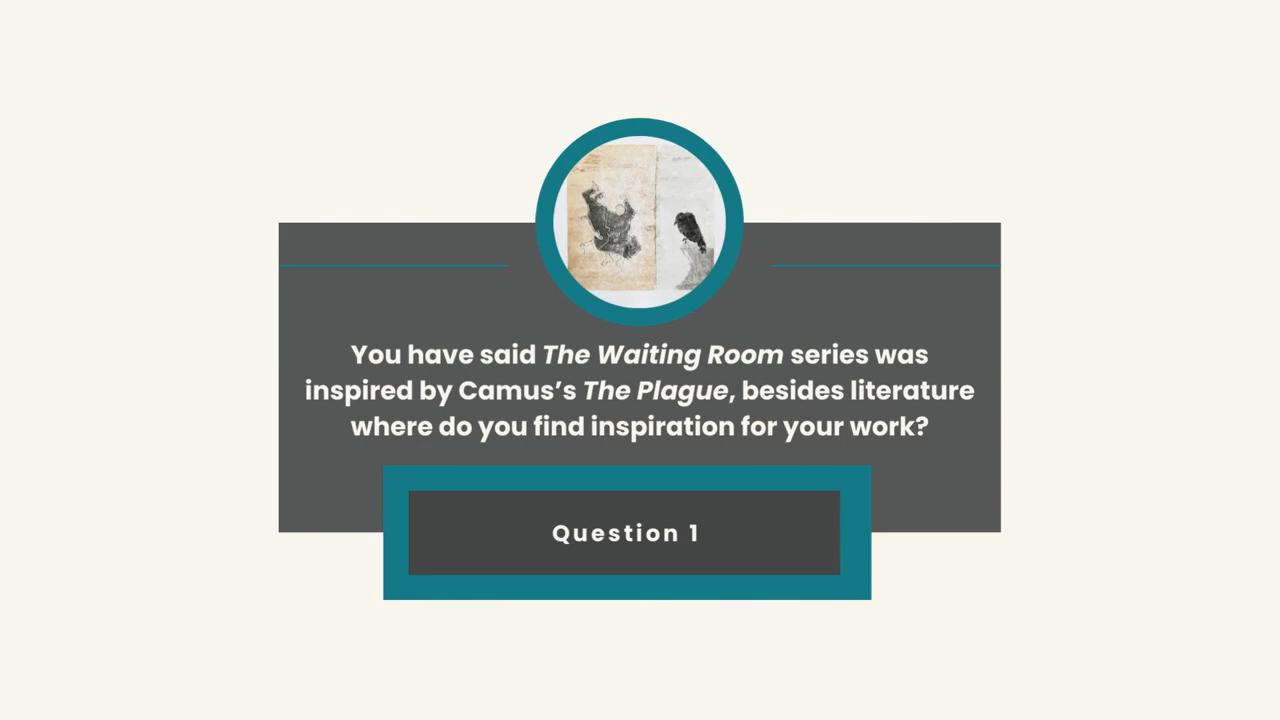 You have said The Waiting Room series was
inspired by Camus’s The Plague, besides literature
where do you find inspiration for your work?
Question 1